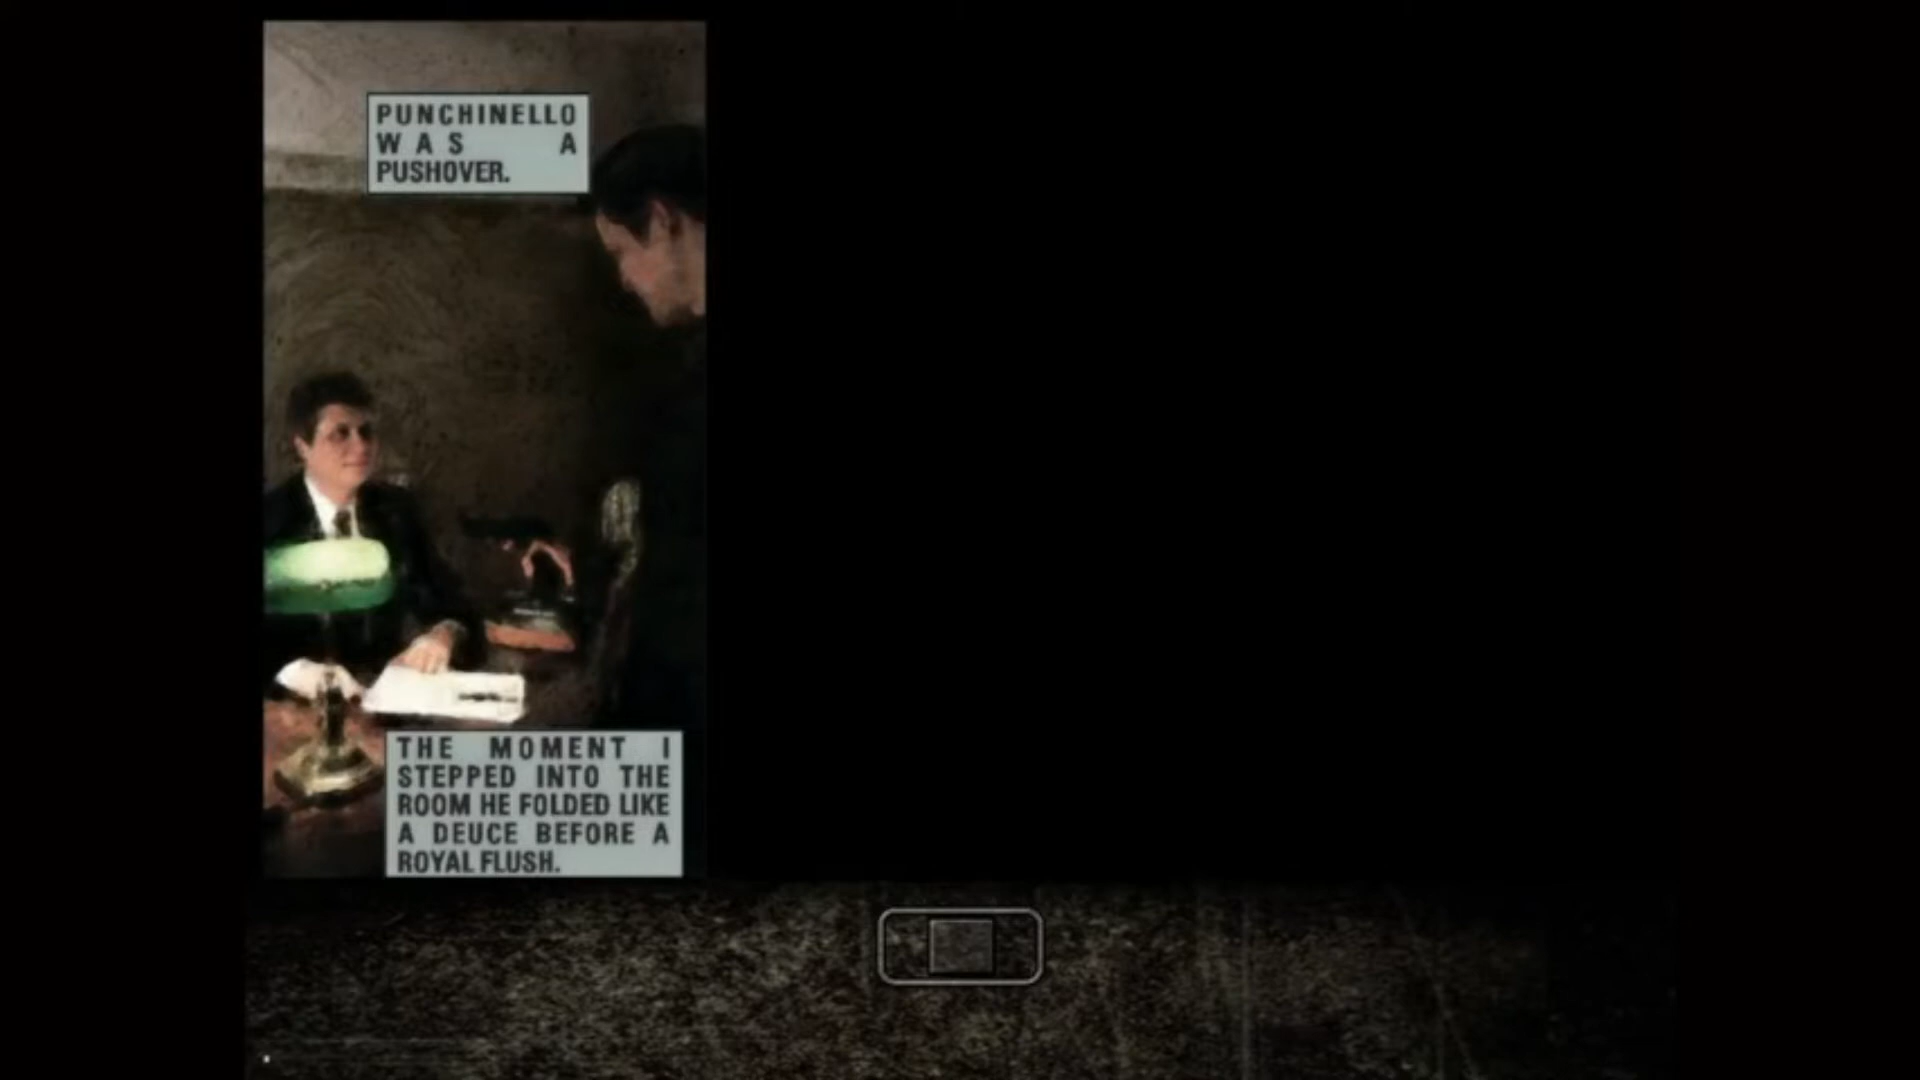 PUNCHINELLO
WAS A
PUSHOVER.
THE MOMENT I
STEPPED INTO THE
ROOM HE FOLDED LIKE
A DEUCE BEFORE A
ROYAL FLUSH.